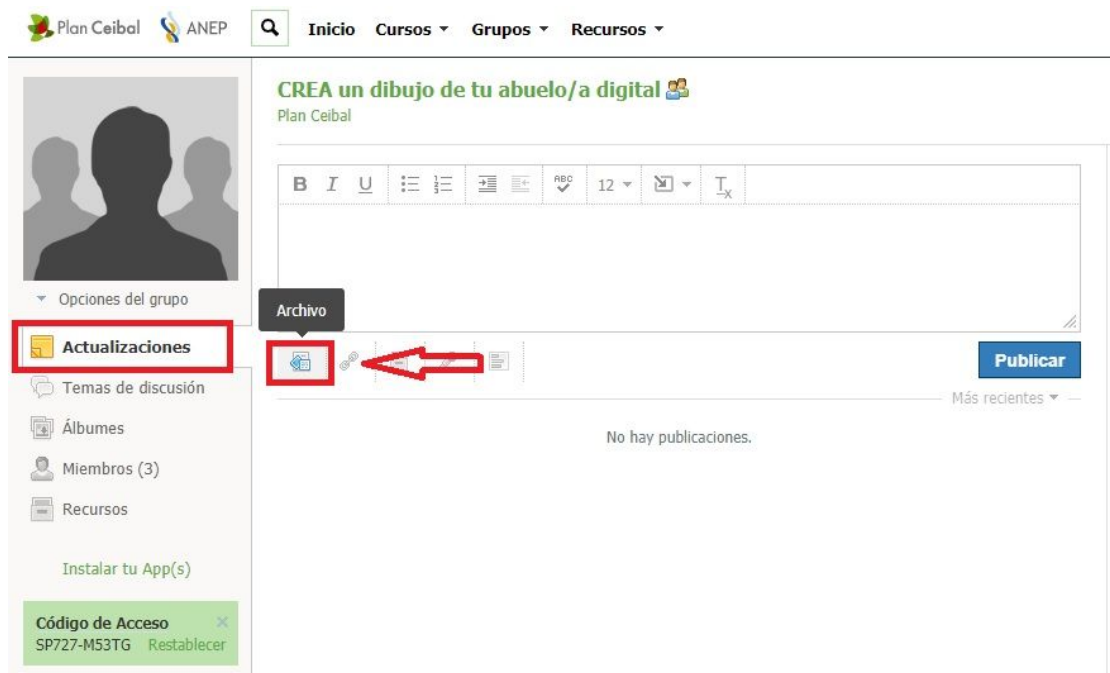 Plan Ceibal ANEP Inicio Cursos Grupos Recursos
CREA un dibujo de tu abuelo/a digital
Plan Ceibal
B I U ABC 12 Tx
Opciones del grupo
Archivo
Actualizaciones
Publicar
Temas de discusión
Más recientes
Álbumes
No hay publicaciones.
Miembros (3)
Recursos
Instalar tu App(s)
Código de Acceso
SP727-M53TG Restablecer